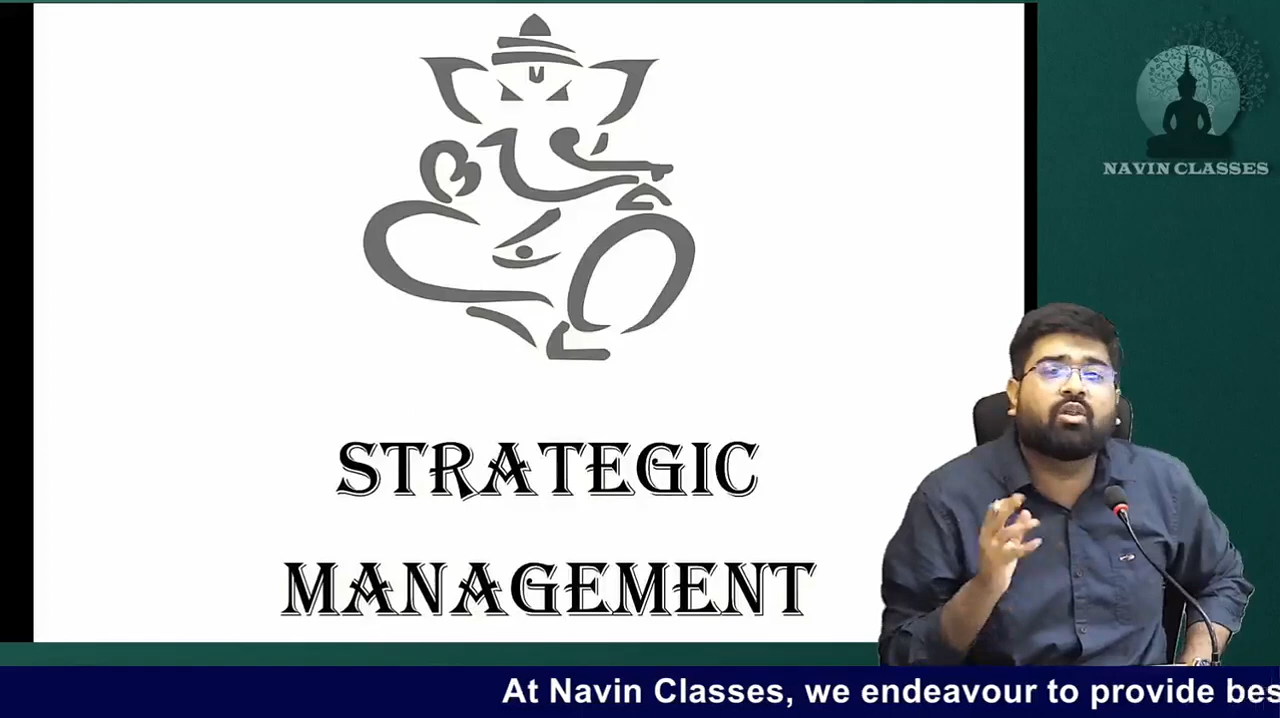 NAVIN CLASSES
STRATEGIC
MANAGEMENT
At Navin Classes, we endeavour to provide bes